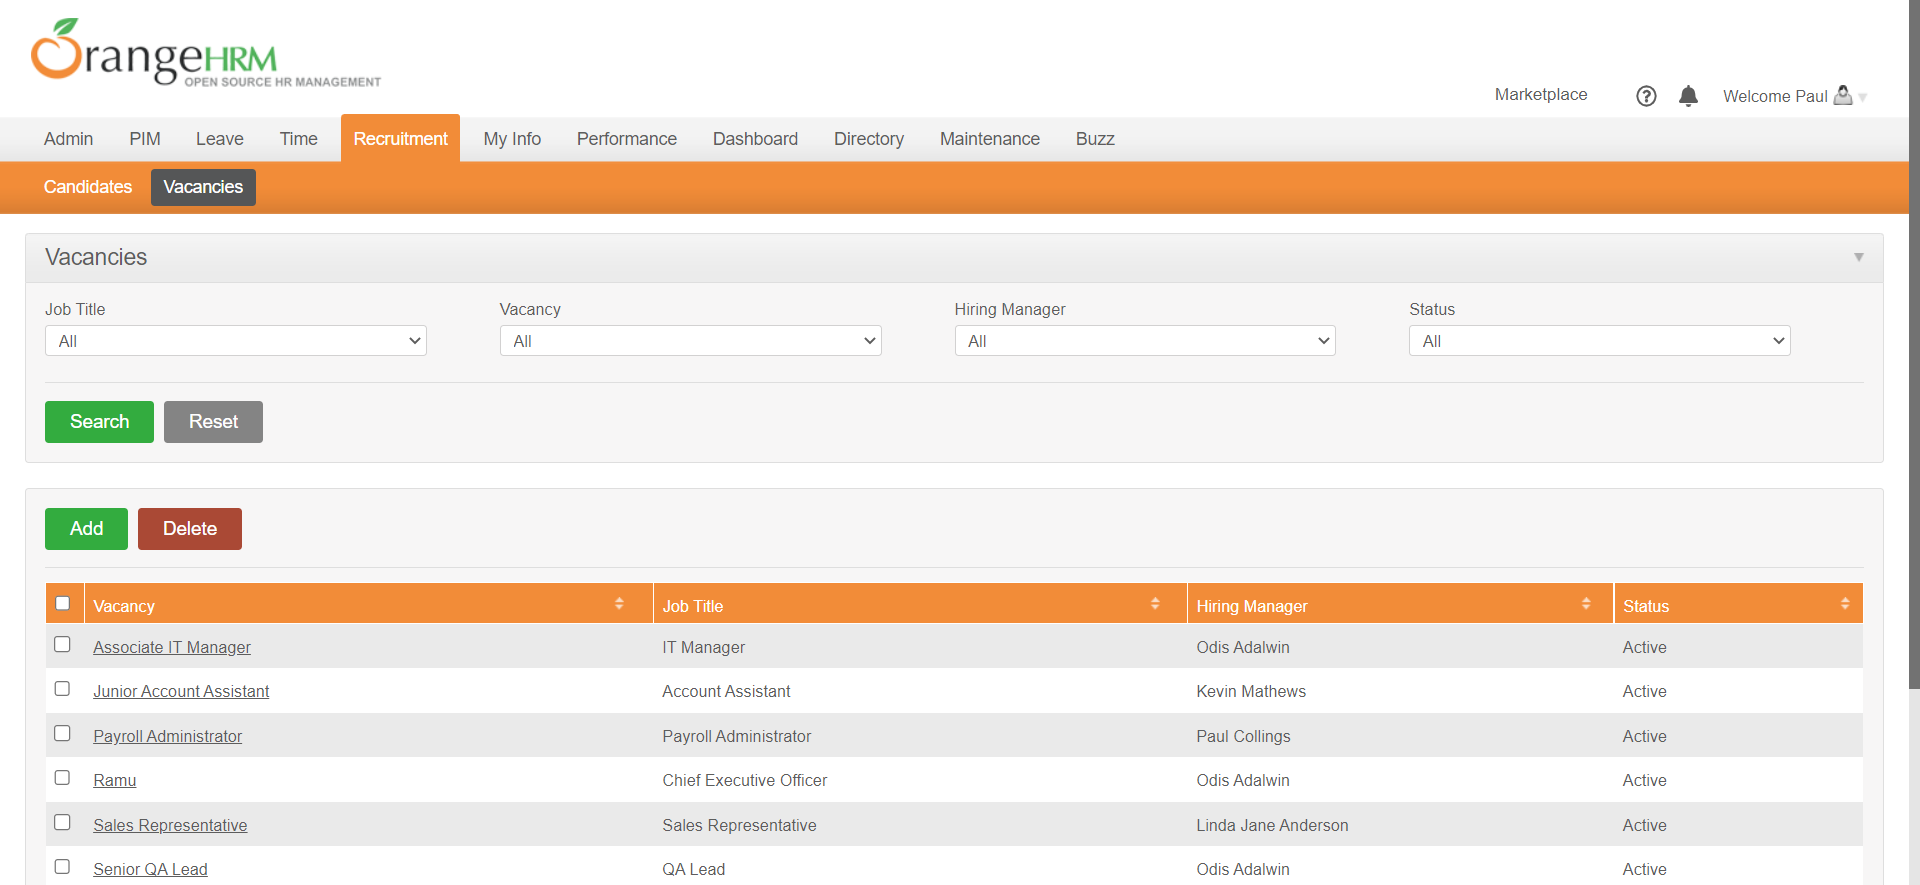 OrangeHRM
OPEN SOURCE HR MANAGEMENT
Marketplace Welcome Paul
Admin PIM Leave Time Recruitment My Info Performance Dashboard Directory Maintenance Buzz
Candidates Vacancies
Vacancies
Job Title Vacancy Hiring Manager Status
All All All All
Search Reset
Add Delete
Vacancy Job Title Hiring Manager Status
Associate IT Manager IT Manager Odis Adalwin Active
Junior Account Assistant Account Assistant Kevin Mathews Active
Payroll Administrator Payroll Administrator Paul Collings Active
Ramu Chief Executive Officer Odis Adalwin Active
Sales Representative Sales Representative Linda Jane Anderson Active
Senior QA Lead QA Lead Odis Adalwin Active